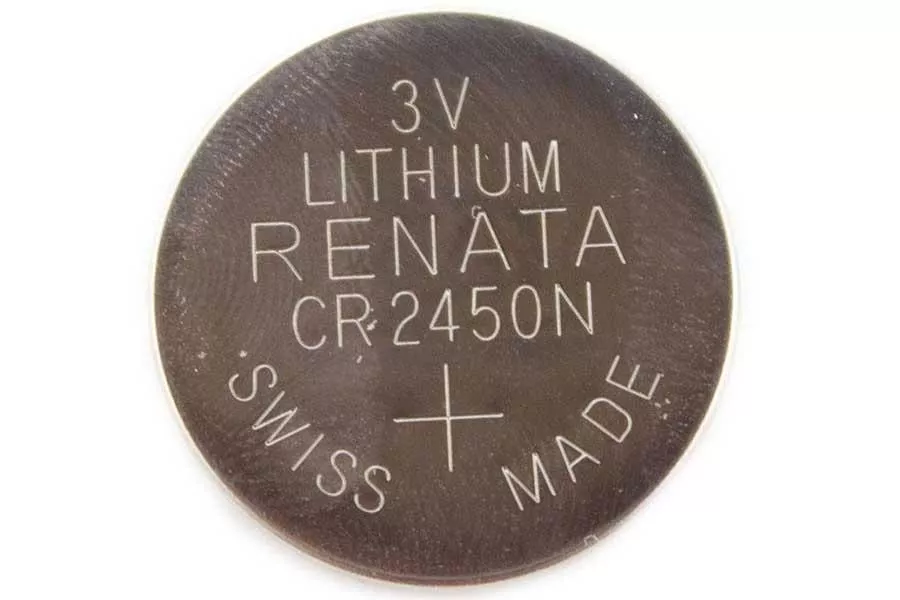 3V
LITHIUM
RENATA
CR2450N
+
SWISS MADE